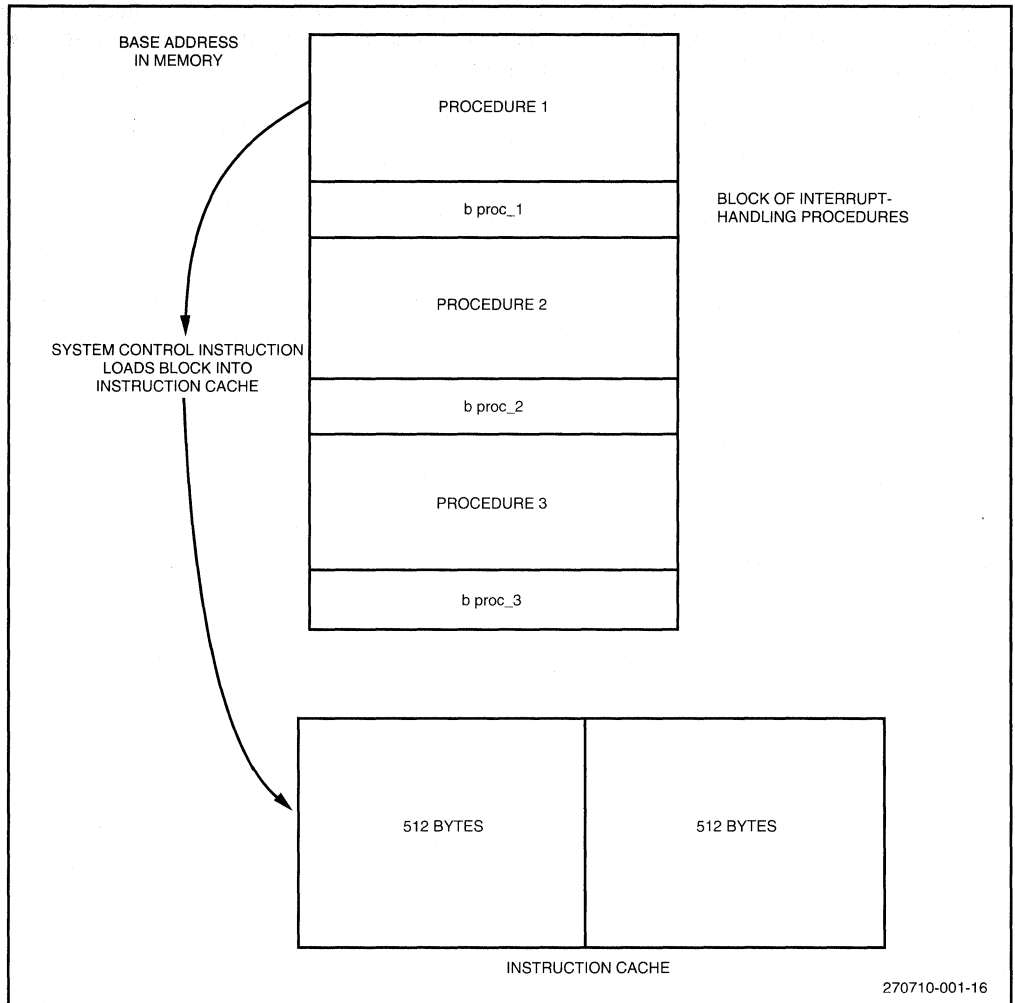 BASE ADDRESS
IN MEMORY
PROCEDURE 1
b proc_1
BLOCK OF INTERRUPT-
HANDLING PROCEDURES
PROCEDURE 2
SYSTEM CONTROL INSTRUCTION
LOADS BLOCK INTO
INSTRUCTION CACHE
b proc_2
PROCEDURE 3
b proc_3
512 BYTES
512 BYTES
INSTRUCTION CACHE
270710-001-16